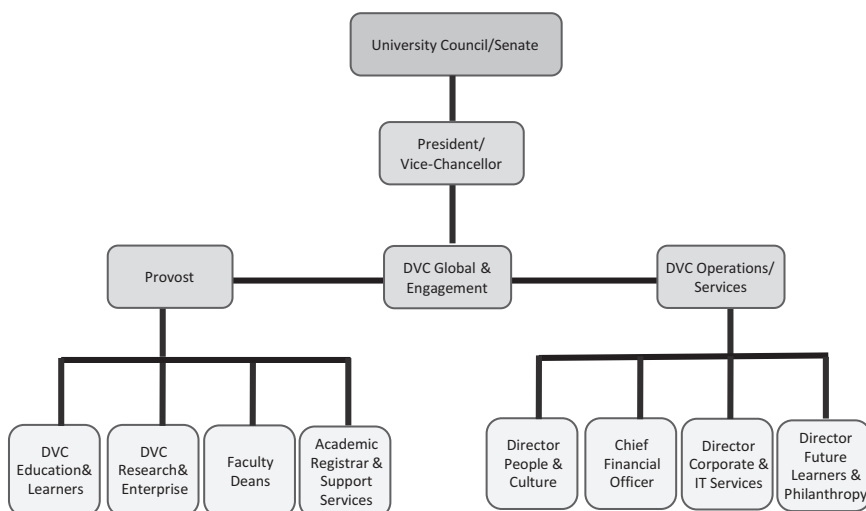 University Council/Senate
President/
Vice-Chancellor
Provost
DVC Global &
Engagement
DVC Operations/
Services
DVC
Education&
Learners
DVC
Research&
Enterprise
Faculty
Deans
Academic
Registrar &
Support
Services
Director
People &
Culture
Chief
Financial
Officer
Director
Corporate &
IT Services
Director
Future
Learners &
Philanthropy